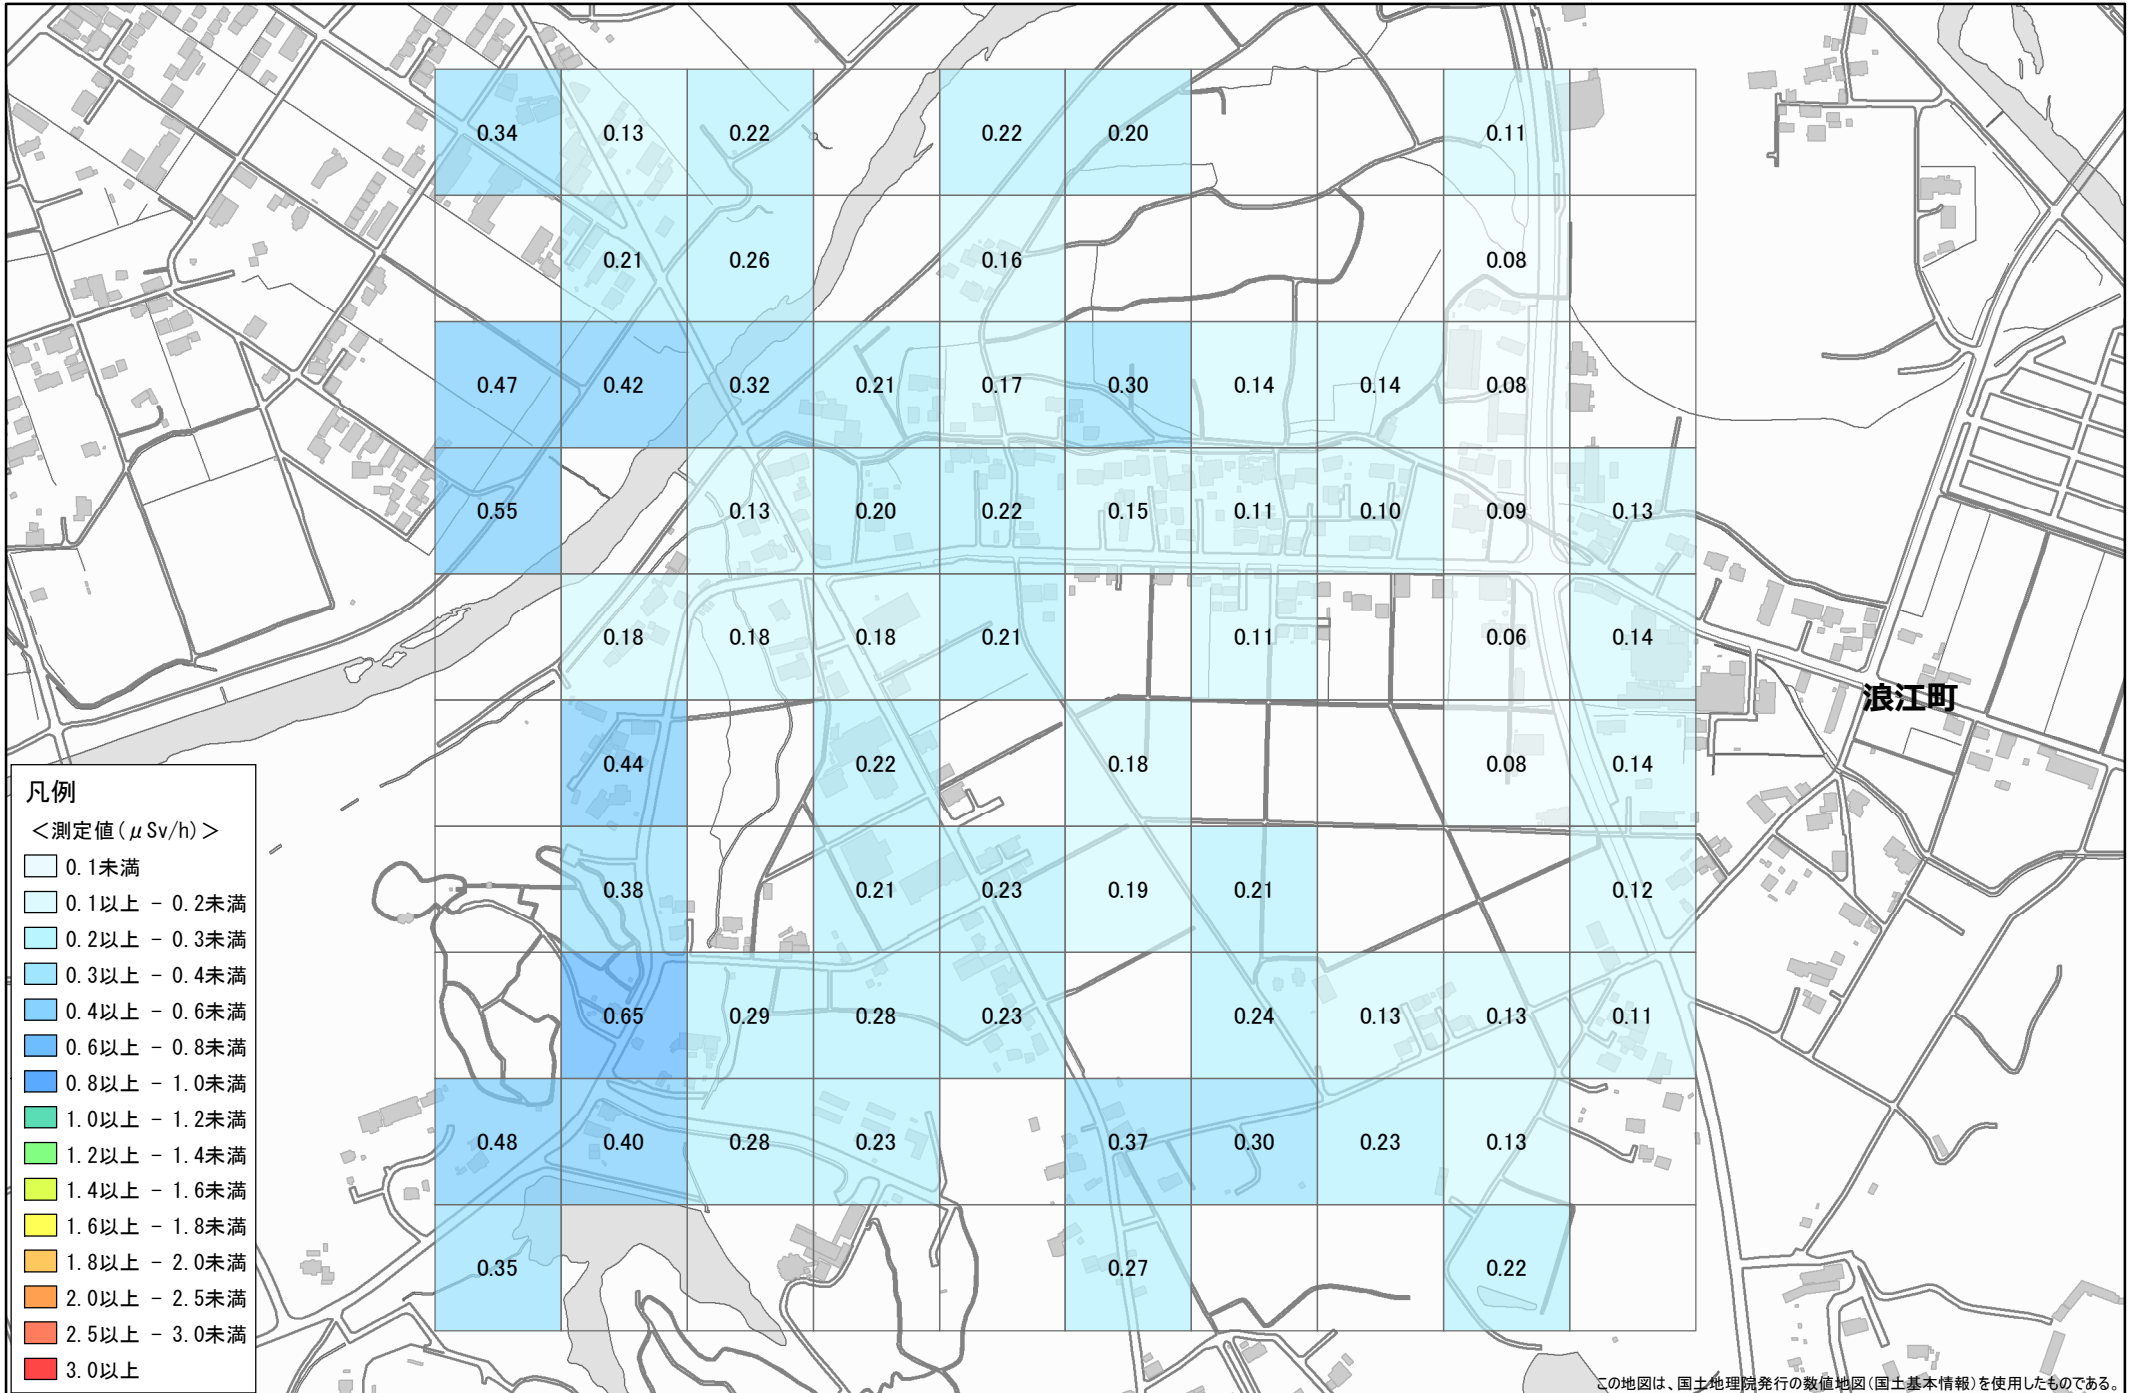 0.34 0.13 0.22 0.22 0.20 0.11
0.21 0.26 0.16 0.08
0.47 0.42 0.32 0.21 0.17 0.30 0.14 0.14 0.08
0.55 0.13 0.20 0.22 0.15 0.11 0.10 0.09 0.13
0.18 0.18 0.18 0.21 0.11 0.06 0.14
浪江町
0.44 0.22 0.18 0.08 0.14
0.38 0.21 0.23 0.19 0.21 0.12
0.65 0.29 0.28 0.23 0.24 0.13 0.13 0.11
0.48 0.40 0.28 0.23 0.37 0.30 0.23 0.13
0.35 0.27 0.22
凡例
＜測定値(μSv/h)＞
0.1未満
0.1以上 － 0.2未満
0.2以上 － 0.3未満
0.3以上 － 0.4未満
0.4以上 － 0.6未満
0.6以上 － 0.8未満
0.8以上 － 1.0未満
1.0以上 － 1.2未満
1.2以上 － 1.4未満
1.4以上 － 1.6未満
1.6以上 － 1.8未満
1.8以上 － 2.0未満
2.0以上 － 2.5未満
2.5以上 － 3.0未満
3.0以上
この地図は、国土地理院発行の数値地図(国土基本情報)を使用したものである。